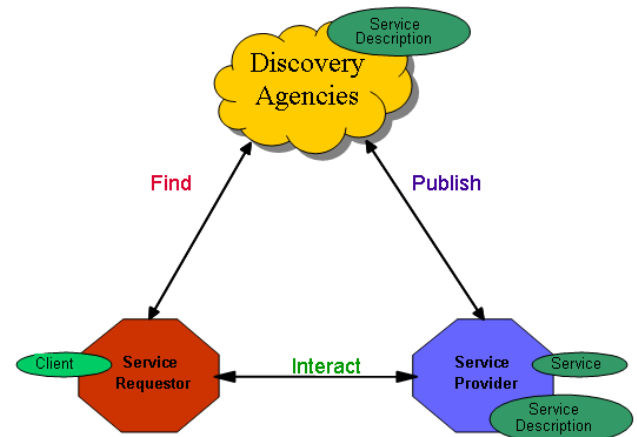 Service
Description
Discovery
Agencies
Find
Publish
Client
Service
Requestor
Interact
Service
Provider
Service
Service
Description